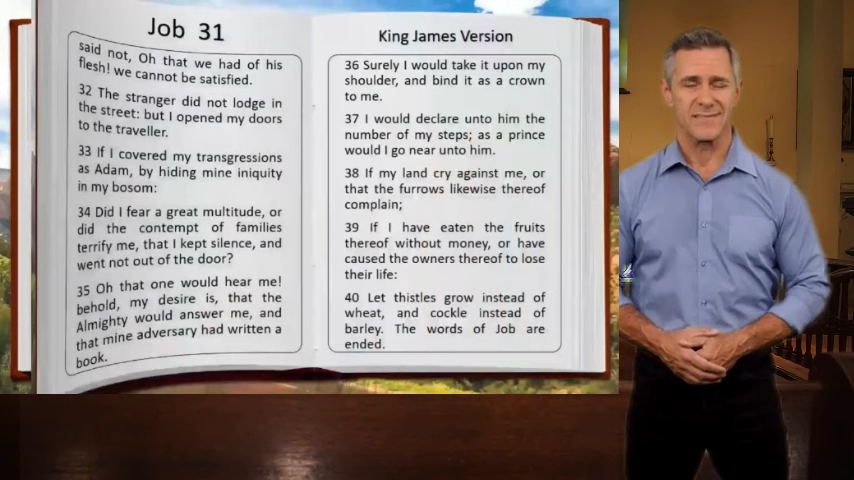 Job 31
said not, Oh that we had of his
flesh! we cannot be satisfied.
32 The stranger did not lodge in
the street: but I opened my doors
to the traveller.
33 If I covered my transgressions
as Adam, by hiding mine iniquity
in my bosom:
34 Did I fear a great multitude, or
did the contempt of families
terrify me, that I kept silence, and
went not out of the door?
35 Oh that one would hear me!
behold, my desire is, that the
Almighty would answer me, and
that mine adversary had written a
book.
King James Version
36 Surely I would take it upon my
shoulder, and bind it as a crown
to me.
37 I would declare unto him the
number of my steps; as a prince
would I go near unto him.
38 If my land cry against me, or
that the furrows likewise thereof
complain;
39 If I have eaten the fruits
thereof without money, or have
caused the owners thereof to lose
their life:
40 Let thistles grow instead of
wheat, and cockle instead of
barley. The words of Job are
ended.